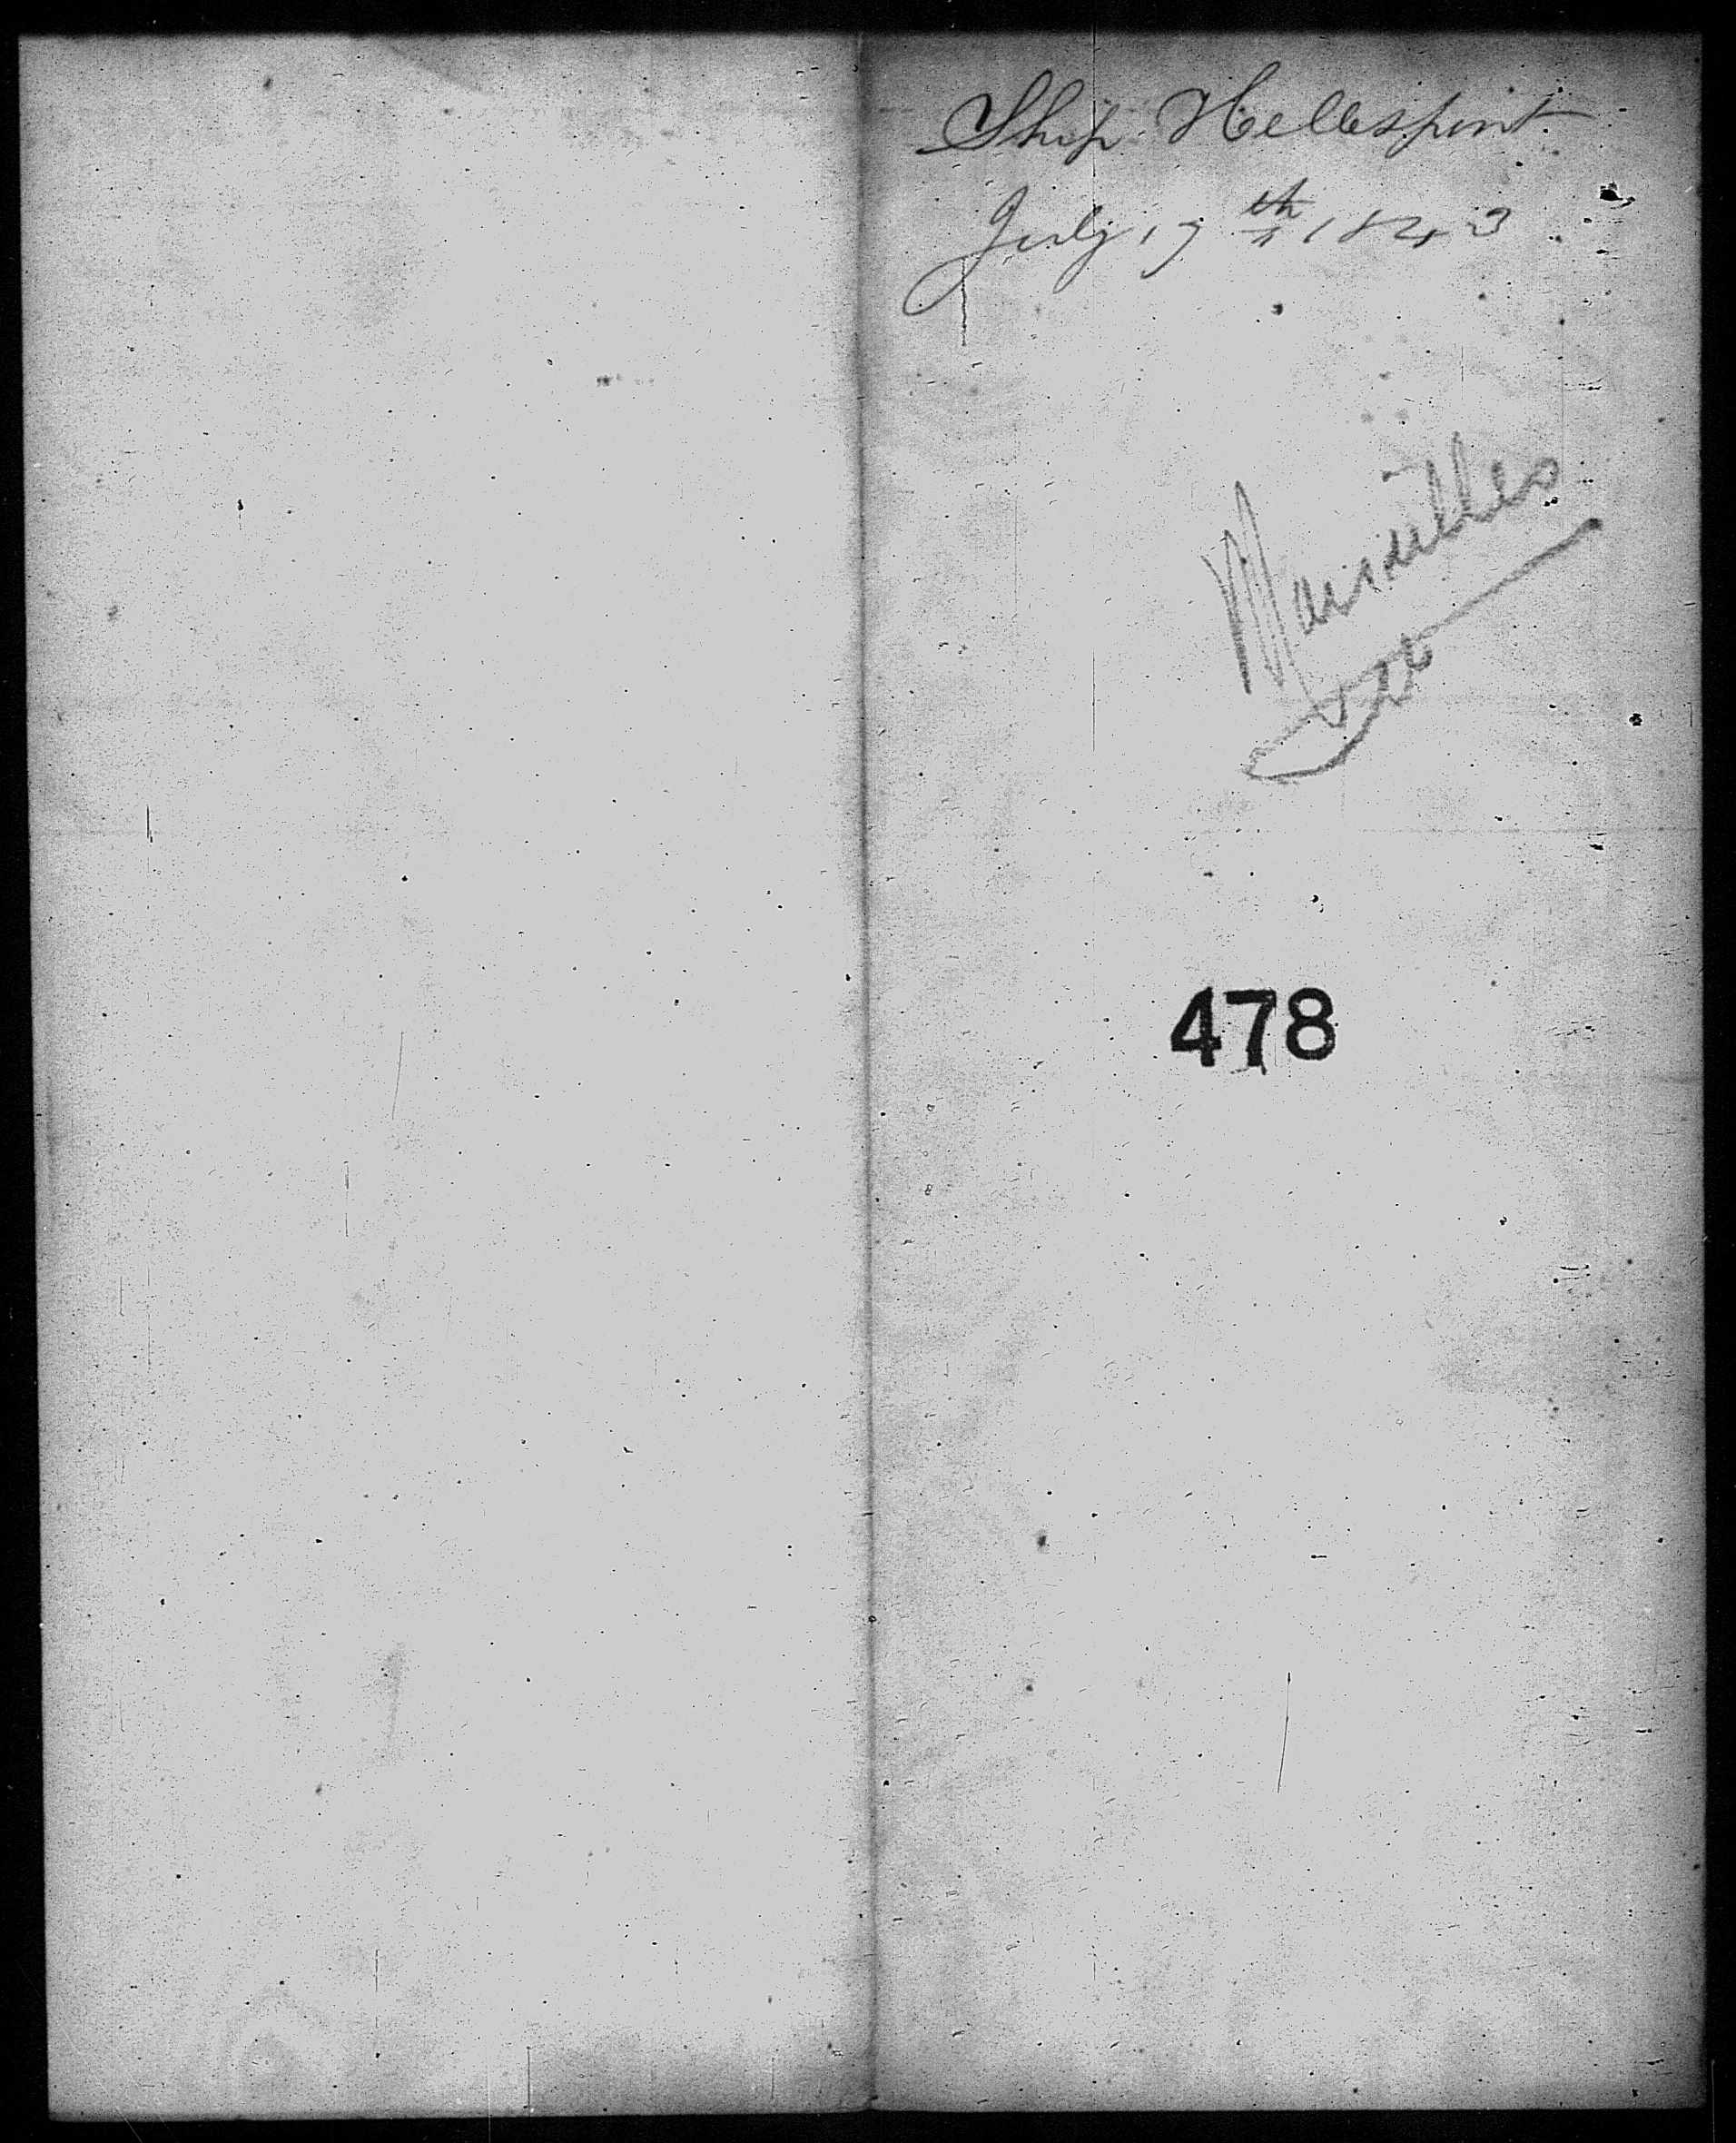 Ship Hellespont
July 17th 1843
Marseilles
478